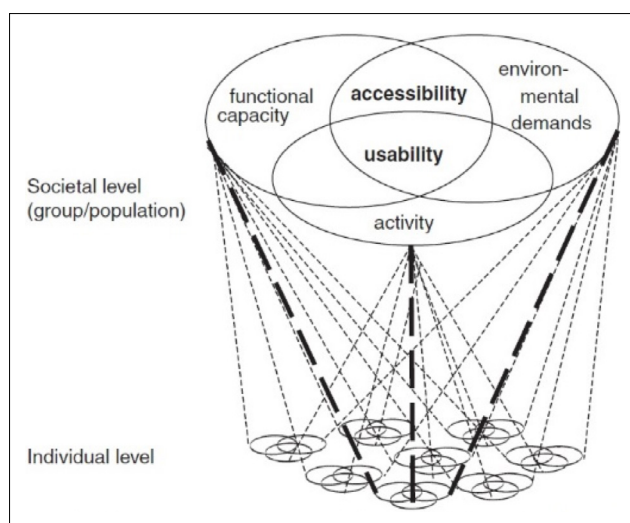 functional
capacity
accessibility
environ-
mental
demands
usability
activity
Societal level
(group/population)
Individual level